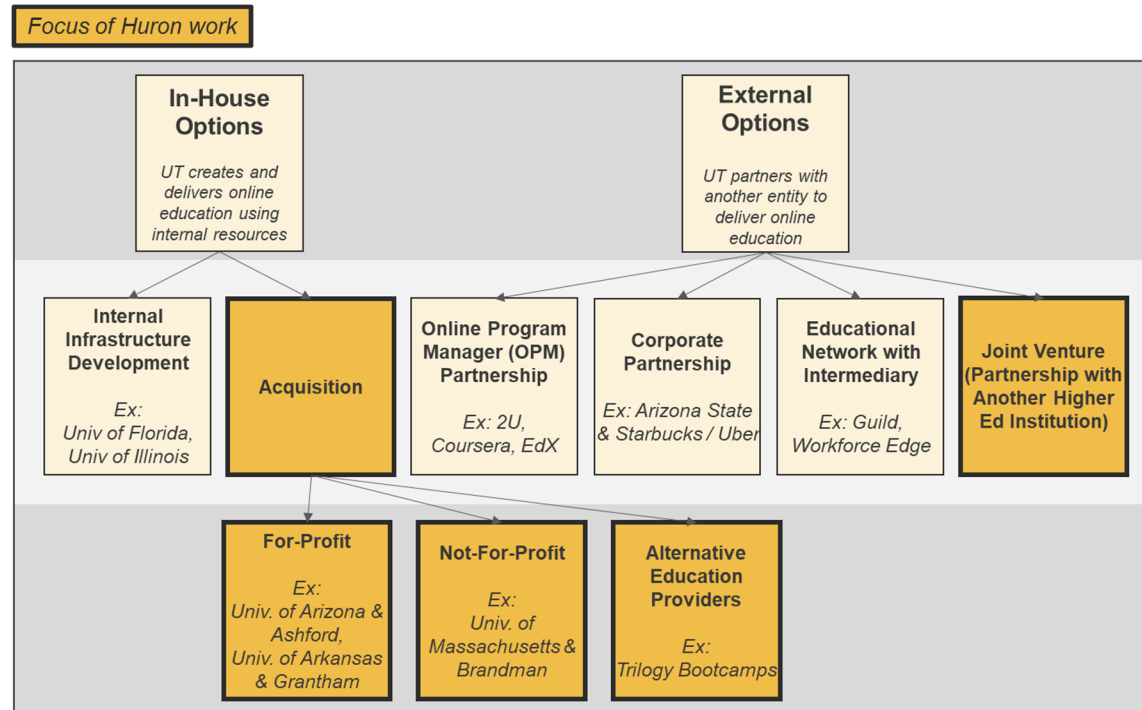 Focus of Huron work
In-House
Options
UT creates and
delivers online
education using
internal resources
External
Options
UT partners with
another entity to
deliver online
education
Internal
Infrastructure
Development
Ex:
Univ of Florida,
Univ of Illinois
Acquisition
Online Program
Manager (OPM)
Partnership
Ex: 2U,
Coursera, EdX
Corporate
Partnership
Ex: Arizona State
& Starbucks / Uber
Educational
Network with
Intermediary
Ex: Guild,
Workforce Edge
Joint Venture
(Partnership with
Another Higher
Ed Institution)
For-Profit
Ex:
Univ. of Arizona &
Ashford,
Univ. of Arkansas
& Grantham
Not-For-Profit
Ex:
Univ. of
Massachusetts &
Brandman
Alternative
Education
Providers
Ex:
Trilogy Bootcamps